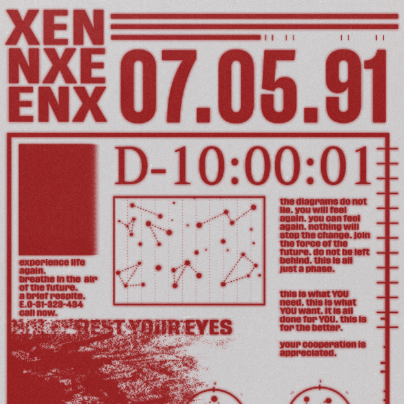 XEN
NXE
ENX
07.05.91
D-10:00:01
the diagrams do not
lie. you will feel
again. you can feel
again. nothing will
stop the change. join
the force of the
future. do not be left
behind. this is all
just a phase.
experience life
again.
breathe in the air
of the future.
a brief respite.
E.0-91-329-494
call now.
this is what YOU
need. this is what
YOU want. it is all
done for YOU. this is
for the better.
REST YOUR EYES
your cooperation is
appreciated.